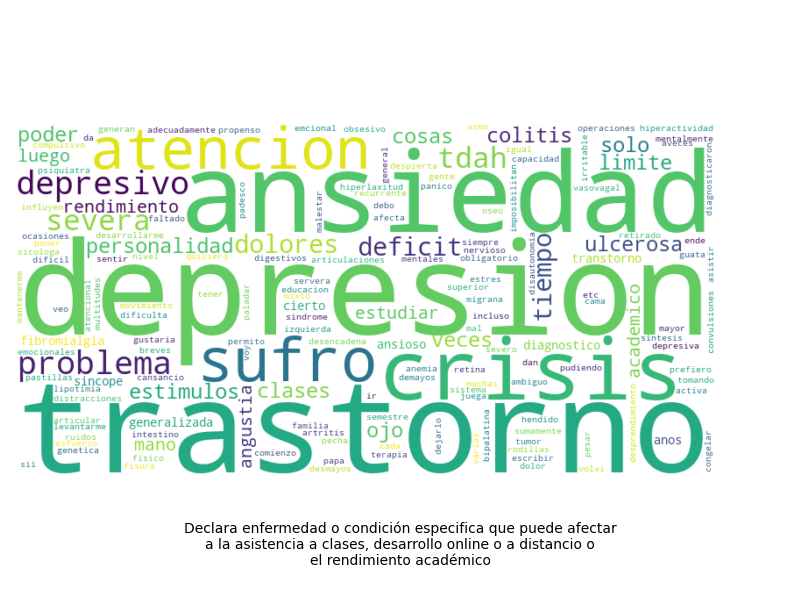 poder da generan adecuadamente propenso emcional obsesivo asma operaciones hiperactividad
compulsivo atencion cosas colitis solo aveces mentalmente
luego general despierta tdah igual limite
psiquiatra gente capacidad irritable diagnosticaron
depresivo ansiedad hiperlaxitud panico vasovagal
influyen rendimiento padesco recurrente debo oseo imposibilitan
severa faltado malestar afecta
ocasiones personalidad dolores deficit siempre tiempo disautonomia ulcerosa retirado ende
poner nervioso guata
sicologa sentir nivel quisiera digestivos articulaciones mentales obligatorio transtorno asistir
mantenerme depresion atencional multitudes tener paladar servera educacion mixto estres superior etc
veo movimiento cierto migrana cama convulsiones
dificulta sindrome estudiar incluso academico mayor
fibromialgia gustaria permito izquierda desencadena veces mal sintesis
emocionales breves voy ansioso severo diagnostico depresiva
problema sufro crisis anemia retina dan pudiendo prefiero
pastillas sincope cansancio demayos muchas ambiguo tomando
lipotimia estimulos clases ir sistema juega activa
distracciones
trastorno angustia semestre hendido
articular generalizada familia ojo dejarlo sumamente desprendimiento
levantarme artritis pecha bipalatina tumor pesar anos
ruidos mano intestino cada varias rodillas
esfuerzo comienzo terapia escribir
genetica fisico papa dolor congelar
sii fisura desmayos volvi
Declara enfermedad o condición especifica que puede afectar
a la asistencia a clases, desarrollo online o a distancio o
el rendimiento académico